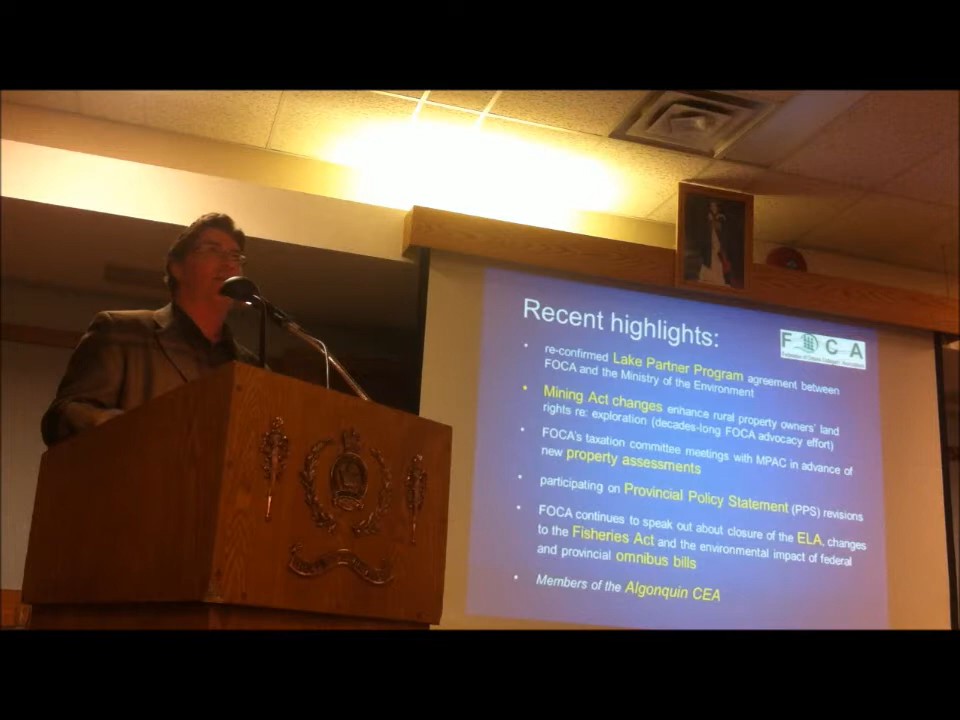 Recent highlights:
FOCA
• re-confirmed Lake Partner Program agreement between
FOCA and the Ministry of the Environment
• Mining Act changes enhance rural property owners' land
rights re: exploration (decades-long FOCA advocacy effort)
• FOCA's taxation committee meetings with MPAC in advance of
new property assessments
• participating on Provincial Policy Statement (PPS) revisions
• FOCA continues to speak out about closure of the ELA, changes
to the Fisheries Act and the environmental impact of federal
and provincial omnibus bills
• Members of the Algonquin CEA